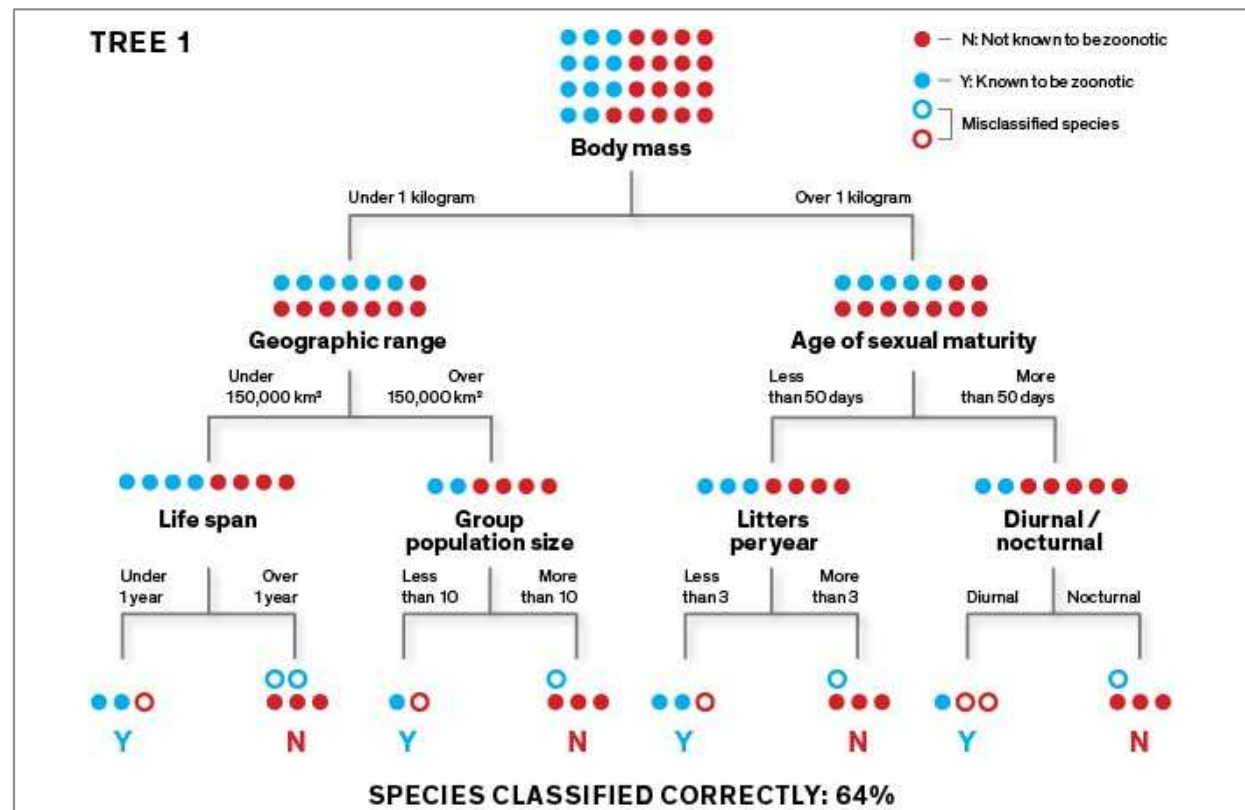 TREE 1
N: Not known to be zoonotic
Y: Known to be zoonotic
Misclassified species
Body mass
Under 1 kilogram
Over 1 kilogram
Geographic range
Age of sexual maturity
Under
150,000 km²
Over
150,000 km²
Less
than 50 days
More
than 50 days
Life span
Group
population size
Litters
per year
Diurnal /
nocturnal
Under
1 year
Over
1 year
Less
than 10
More
than 10
Less
than 3
More
than 3
Diurnal
Nocturnal
Y
N
Y
N
Y
N
Y
N
SPECIES CLASSIFIED CORRECTLY: 64%